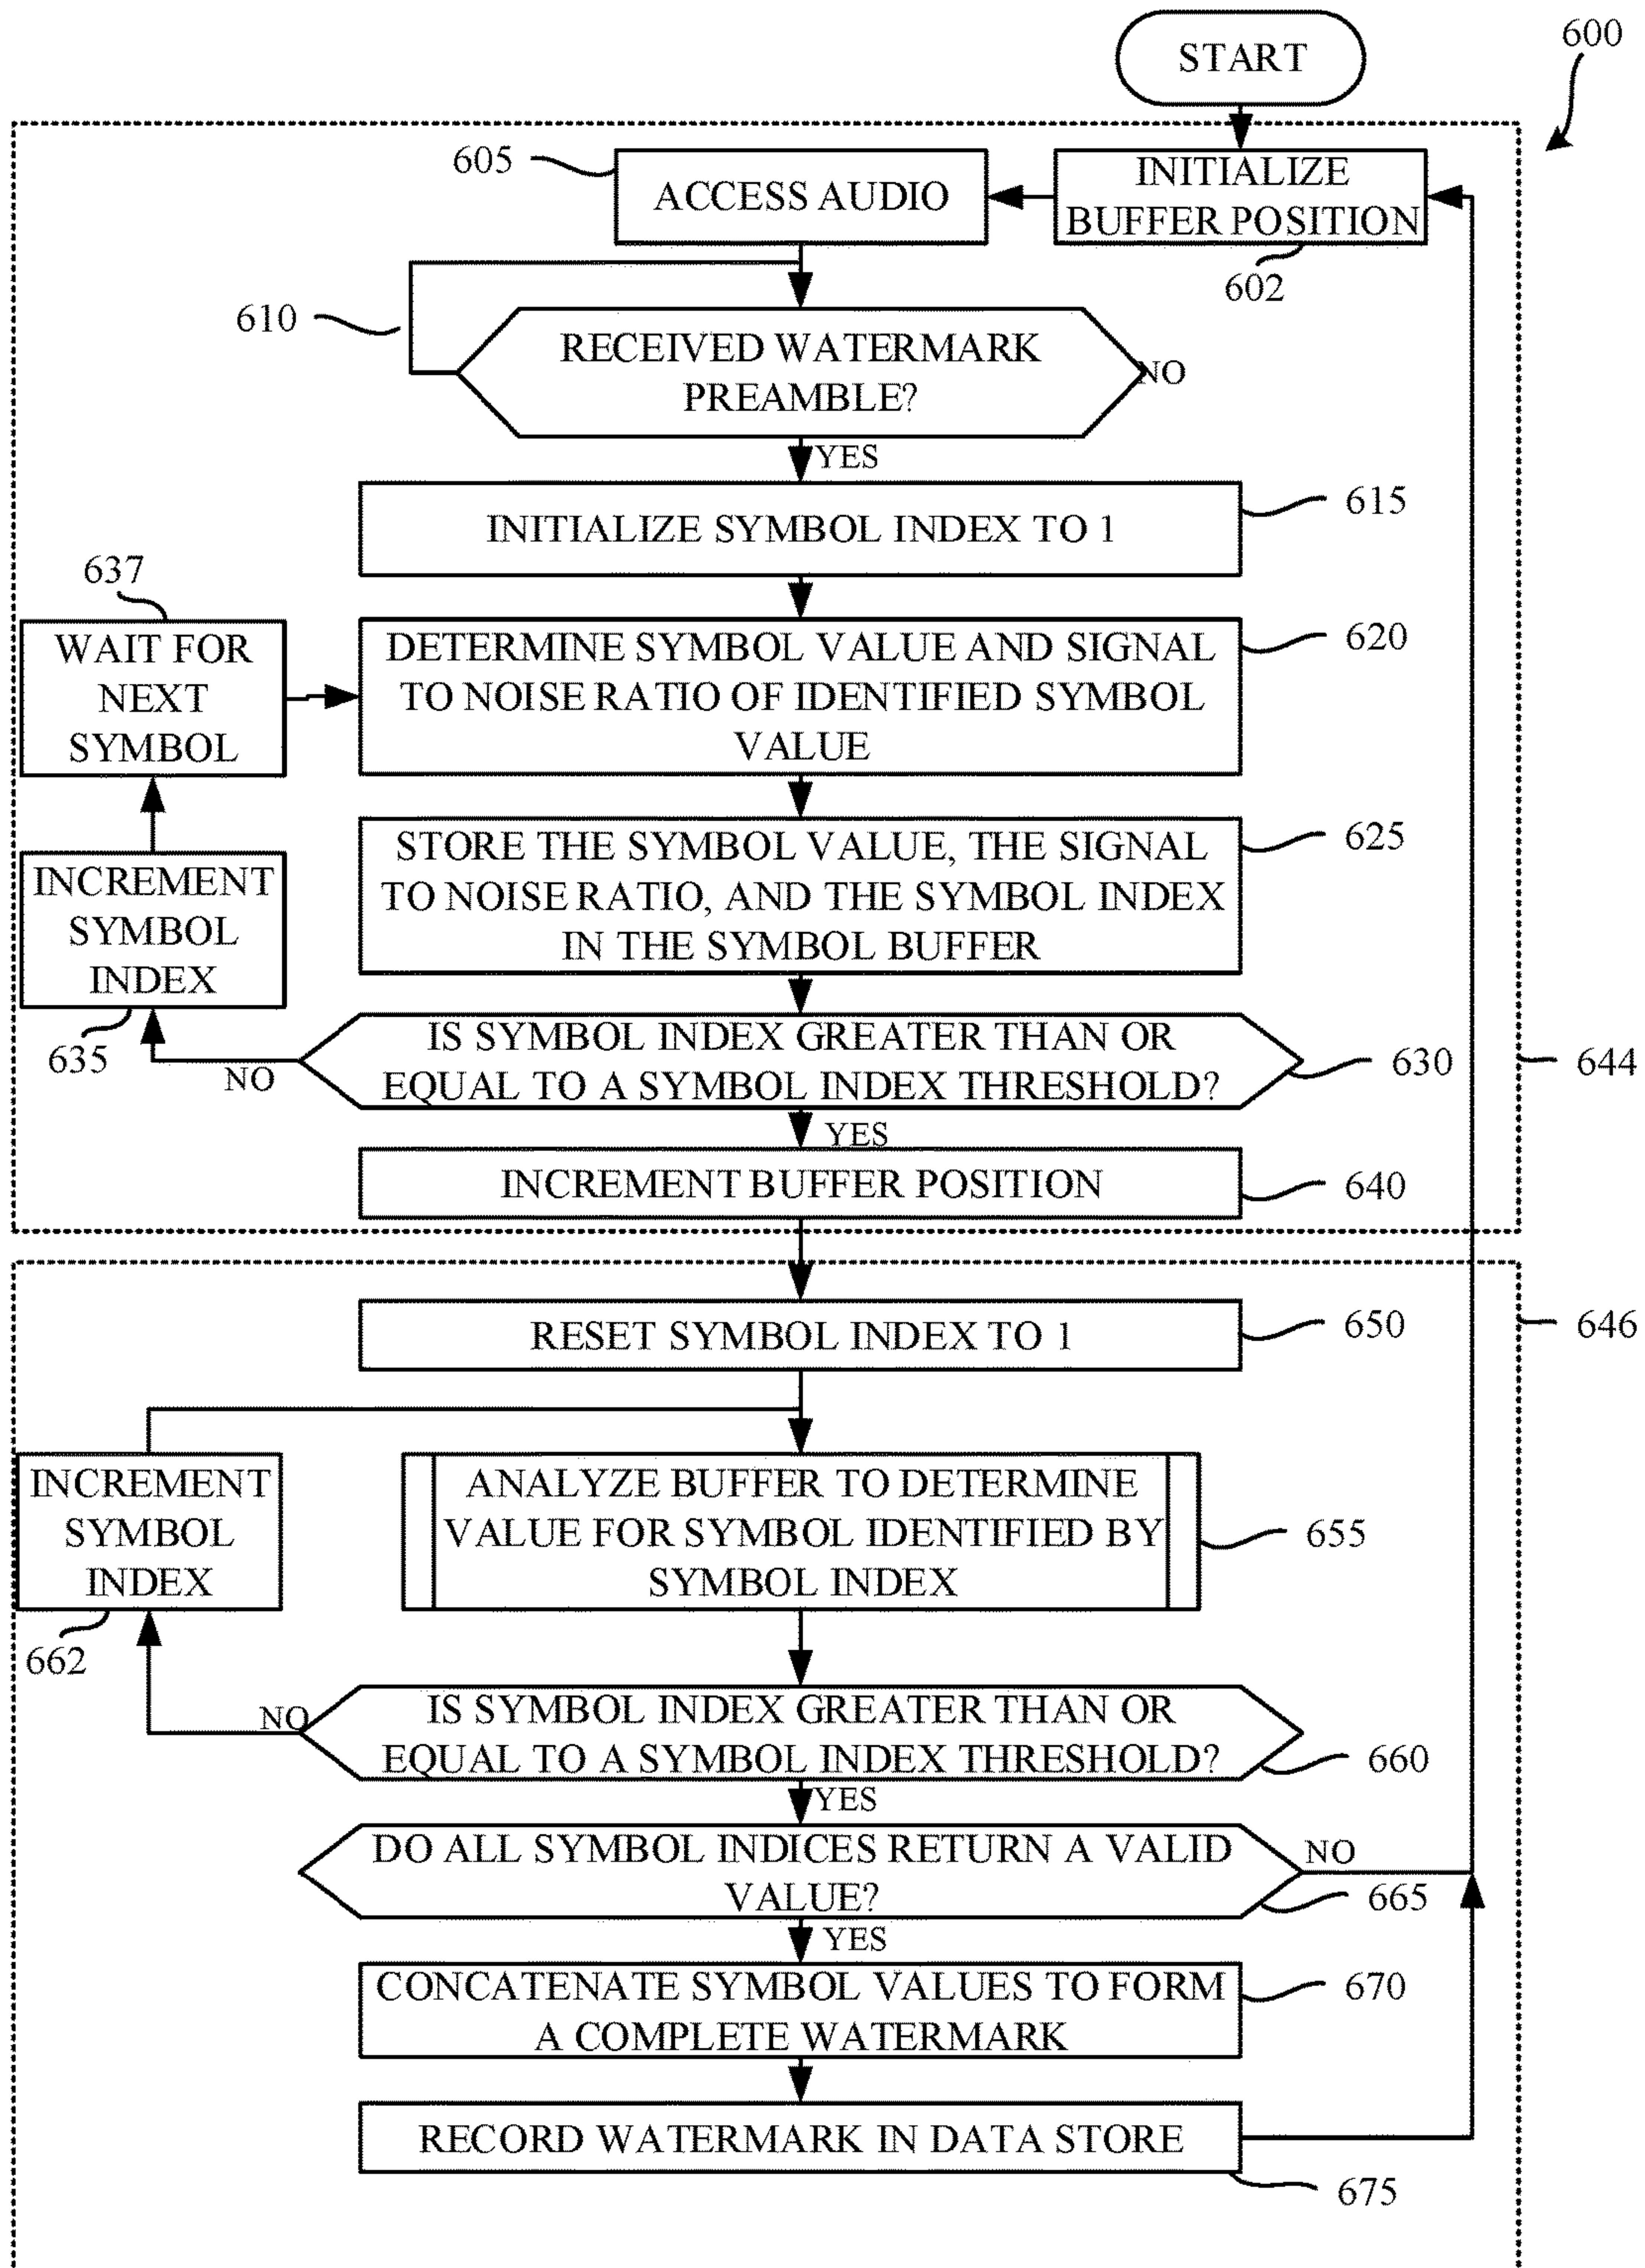 START
600
605
ACCESS AUDIO
INITIALIZE
BUFFER POSITION
602
610
RECEIVED WATERMARK
PREAMBLE?
NO
YES
INITIALIZE SYMBOL INDEX TO 1
615
637
WAIT FOR
NEXT
SYMBOL
DETERMINE SYMBOL VALUE AND SIGNAL
TO NOISE RATIO OF IDENTIFIED SYMBOL
VALUE
620
INCREMENT
SYMBOL
INDEX
635
STORE THE SYMBOL VALUE, THE SIGNAL
TO NOISE RATIO, AND THE SYMBOL INDEX
IN THE SYMBOL BUFFER
625
IS SYMBOL INDEX GREATER THAN OR
EQUAL TO A SYMBOL INDEX THRESHOLD?
630
644
NO
YES
INCREMENT BUFFER POSITION
640
RESET SYMBOL INDEX TO 1
650
646
INCREMENT
SYMBOL
INDEX
662
ANALYZE BUFFER TO DETERMINE
VALUE FOR SYMBOL IDENTIFIED BY
SYMBOL INDEX
655
NO
IS SYMBOL INDEX GREATER THAN OR
EQUAL TO A SYMBOL INDEX THRESHOLD?
660
YES
DO ALL SYMBOL INDICES RETURN A VALID
VALUE?
NO
665
YES
CONCATENATE SYMBOL VALUES TO FORM
A COMPLETE WATERMARK
670
RECORD WATERMARK IN DATA STORE
675